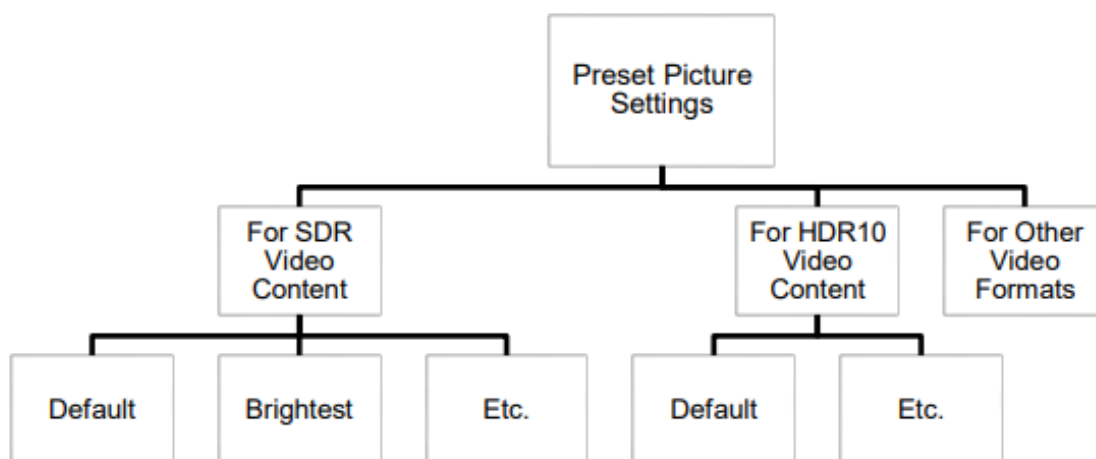 Preset Picture
Settings
For SDR
Video
Content
For HDR10
Video
Content
For Other
Video
Formats
Default
Brightest
Etc.
Default
Etc.